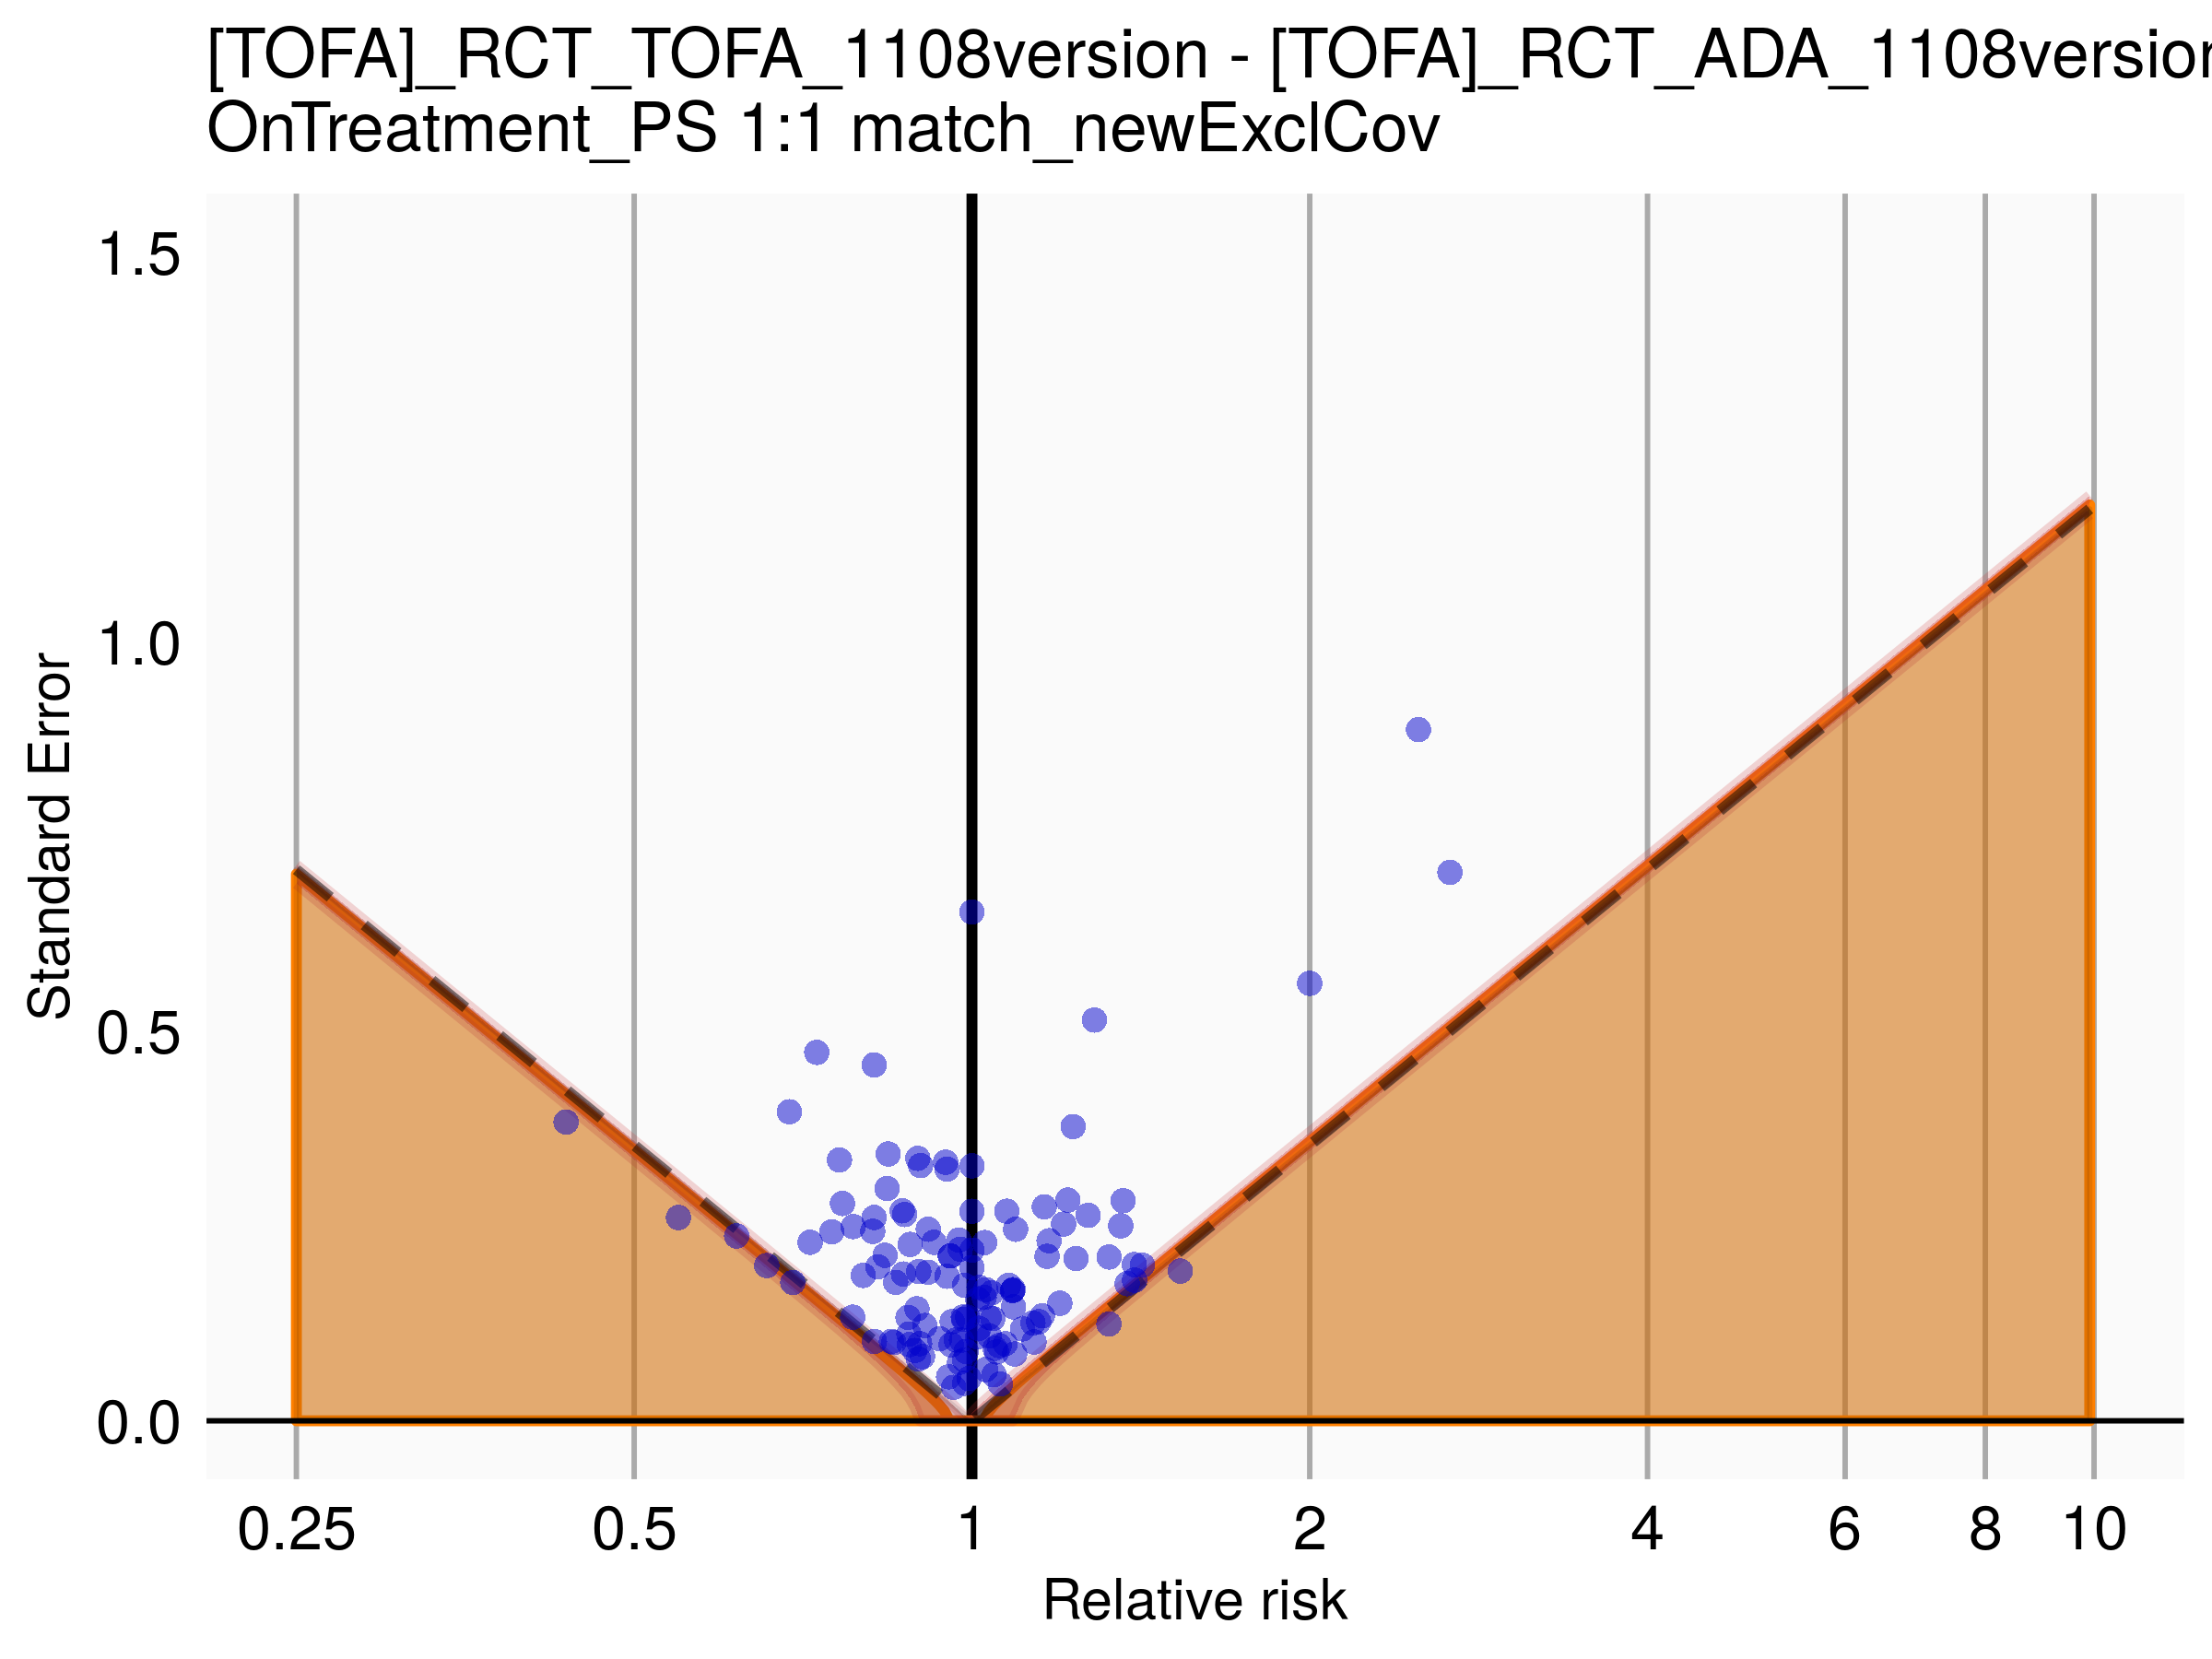 [TOFA]_RCT_TOFA_1108version - [TOFA]_RCT_ADA_1108version
OnTreatment_PS 1:1 match_newExclCov
1.5
1.0
0.5
0.0
Standard Error
0.25 0.5 1 2 4 6 8 10
Relative risk